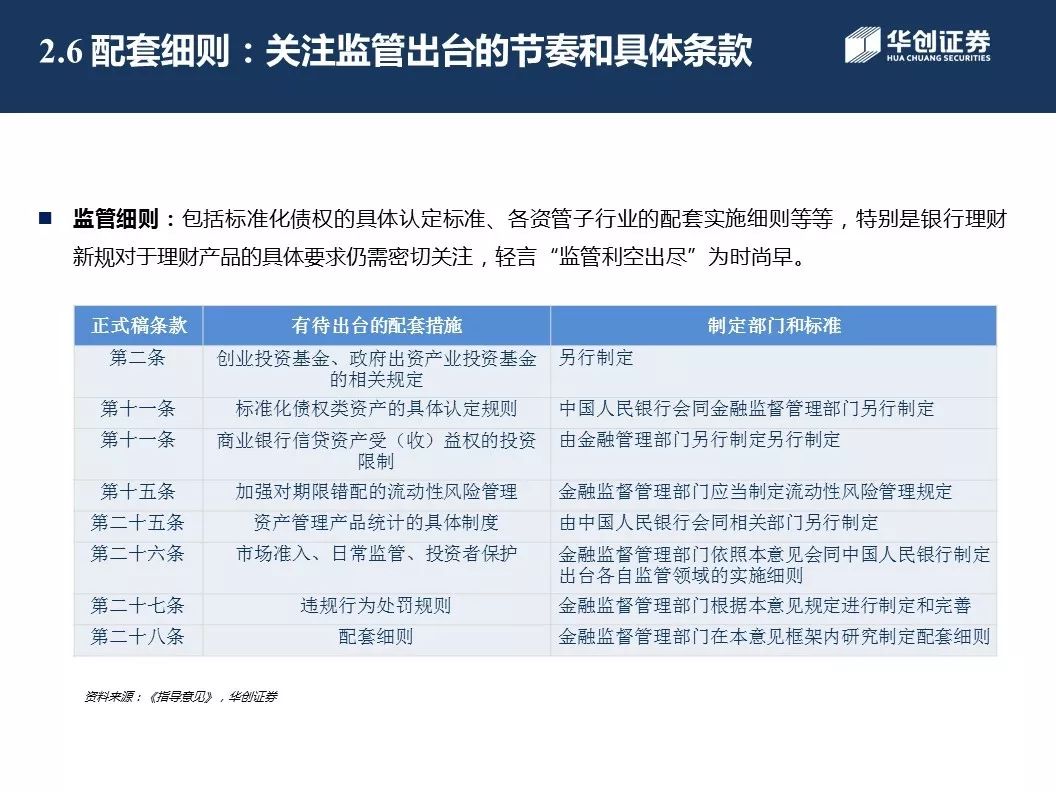 2.6 配套细则：关注监管出台的节奏和具体条款
华创证券
HUA CHUANG SECURITIES
■ 监管细则：包括标准化债权的具体认定标准、各资管子行业的配套实施细则等等，特别是银行理财
新规对于理财产品的具体要求仍需密切关注，轻言“监管利空出尽”为时尚早。
正式稿条款 有待出台的配套措施 制定部门和标准
第二条 创业投资基金、政府出资产业投资基金 另行制定
的相关规定
第十一条 标准化债权类资产的具体认定规则 中国人民银行会同金融监督管理部门另行制定
第十一条 商业银行信贷资产受（收）益权的投资 由金融管理部门另行制定另行制定
限制
第十五条 加强对期限错配的流动性风险管理 金融监督管理部门应当制定流动性风险管理规定
第二十五条 资产管理产品统计的具体制度 由中国人民银行会同相关部门另行制定
第二十六条 市场准入、日常监管、投资者保护 金融监督管理部门依照本意见会同中国人民银行制定
出台各自监管领域的实施细则
第二十七条 违规行为处罚规则 金融监督管理部门根据本意见规定进行制定和完善
第二十八条 配套细则 金融监督管理部门在本意见框架内研究制定配套细则
资料来源：《指导意见》，华创证券